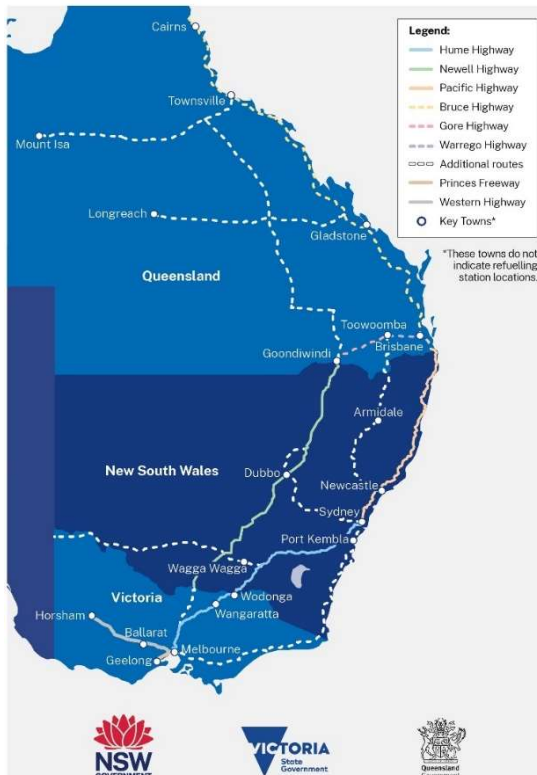 Cairns
Townsville
Mount Isa
Longreach
Gladstone
Queensland
Toowoomba
Goondiwindi
Brisbane
Armidale
New South Wales
Dubbo
Newcastle
Sydney
Port Kembla
Wagga Wagga
Victoria
Wodonga
Horsham
Wangaratta
Ballarat
Melbourne
Geelong
Legend:
Hume Highway
Newell Highway
Pacific Highway
Bruce Highway
Gore Highway
Warrego Highway
Additional routes
Princes Freeway
Western Highway
Key Towns*
*These towns do not
indicate refuelling
station locations.
NSW
GOVERNMENT
VICTORIA
State
Government
Queensland